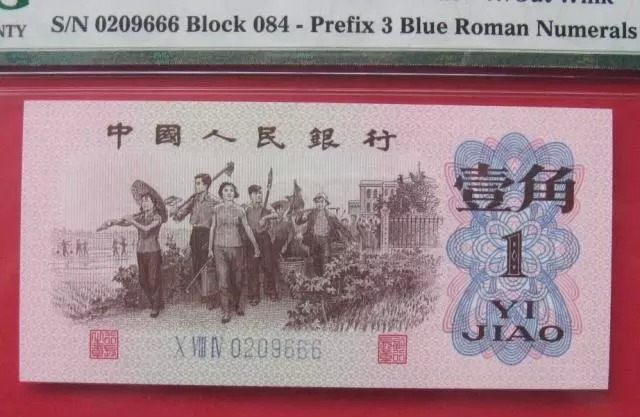 NTY
S/N 0209666 Block 084 - Prefix 3 Blue Roman Numerals
中國人民銀行
壹角
1
YI
JIAO
X VIII IV 0209666